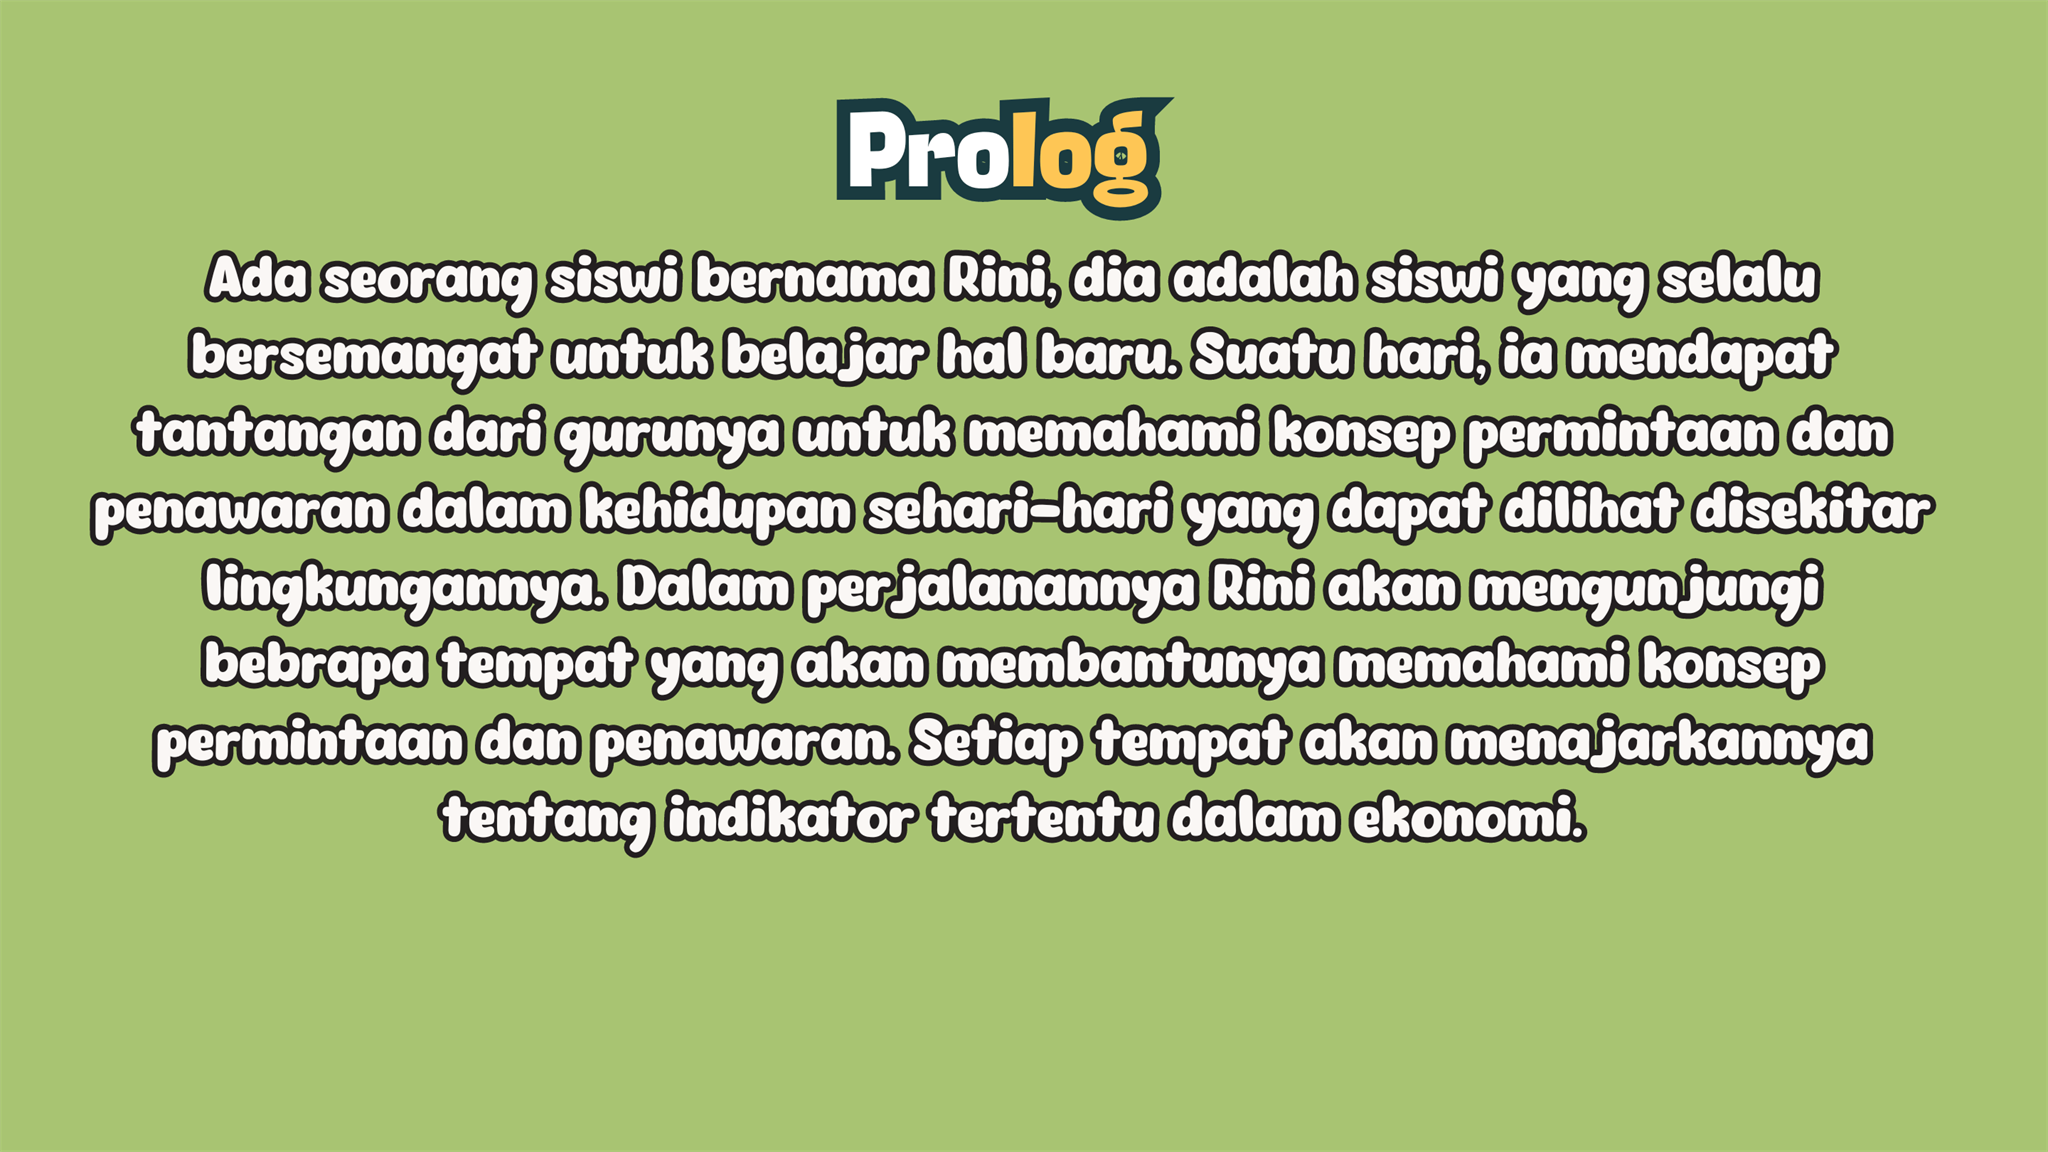 Prolog
Ada seorang siswi bernama Rini, dia adalah siswi yang selalu
bersemangat untuk belajar hal baru. Suatu hari, ia mendapat
tantangan dari gurunya untuk memahami konsep permintaan dan
penawaran dalam kehidupan sehari-hari yang dapat dilihat disekitar
lingkungannya. Dalam perjalanannya Rini akan mengunjungi
bebrapa tempat yang akan membantunya memahami konsep
permintaan dan penawaran. Setiap tempat akan menajarkannya
tentang indikator tertentu dalam ekonomi.